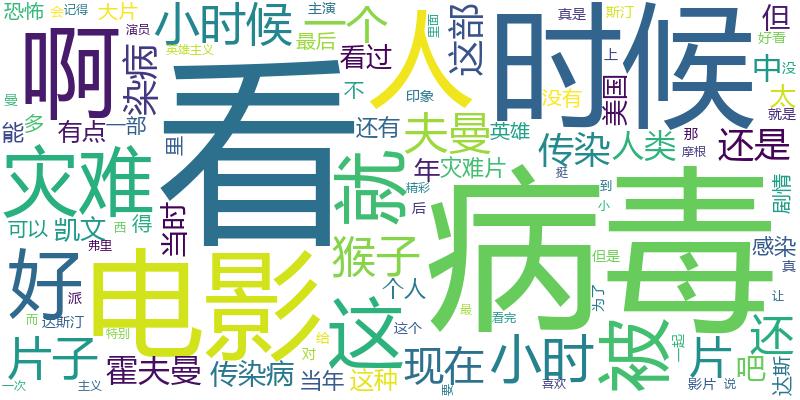 恐怖
会
记得
大片
小时候
一个
主演
里面
真是
斯汀
但
演员
英雄主义
最后
看过
这部
上
好看
啊
染病
人
时候
美国
中
没
曼
不
印象
没有
太
能
多
有点
一部
看
里
还有
夫曼
英雄
就是
那
还是
灾难
就
年
灾难片
传染
人类
摩根
精彩
挺
到
剧情
可以
凯文
西
得
当时
后
病毒
小
弗里
猴子
但是
感染
真
好
电影
派
个人
为了
让
而
达斯汀
这
这个
最
被
还
特别
给
看完
一起
片子
霍夫曼
传染病
对
当年
这种
现在
小时
片
吧
达斯
一次
主义
要
喜欢
影片
说